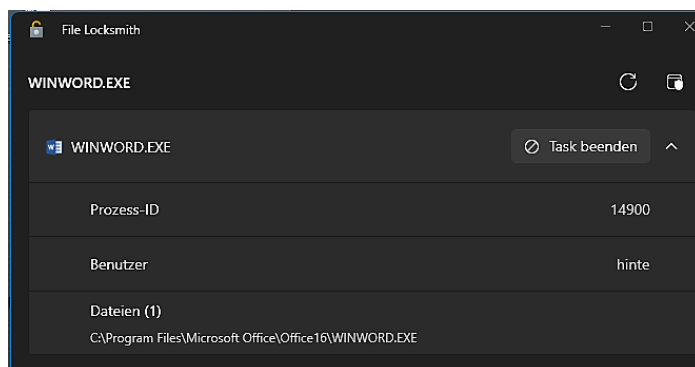 File Locksmith
WINWORD.EXE
WINWORD.EXE
Task beenden
Prozess-ID
14900
Benutzer
hinte
Dateien (1)
C:\Program Files\Microsoft Office\Office16\WINWORD.EXE